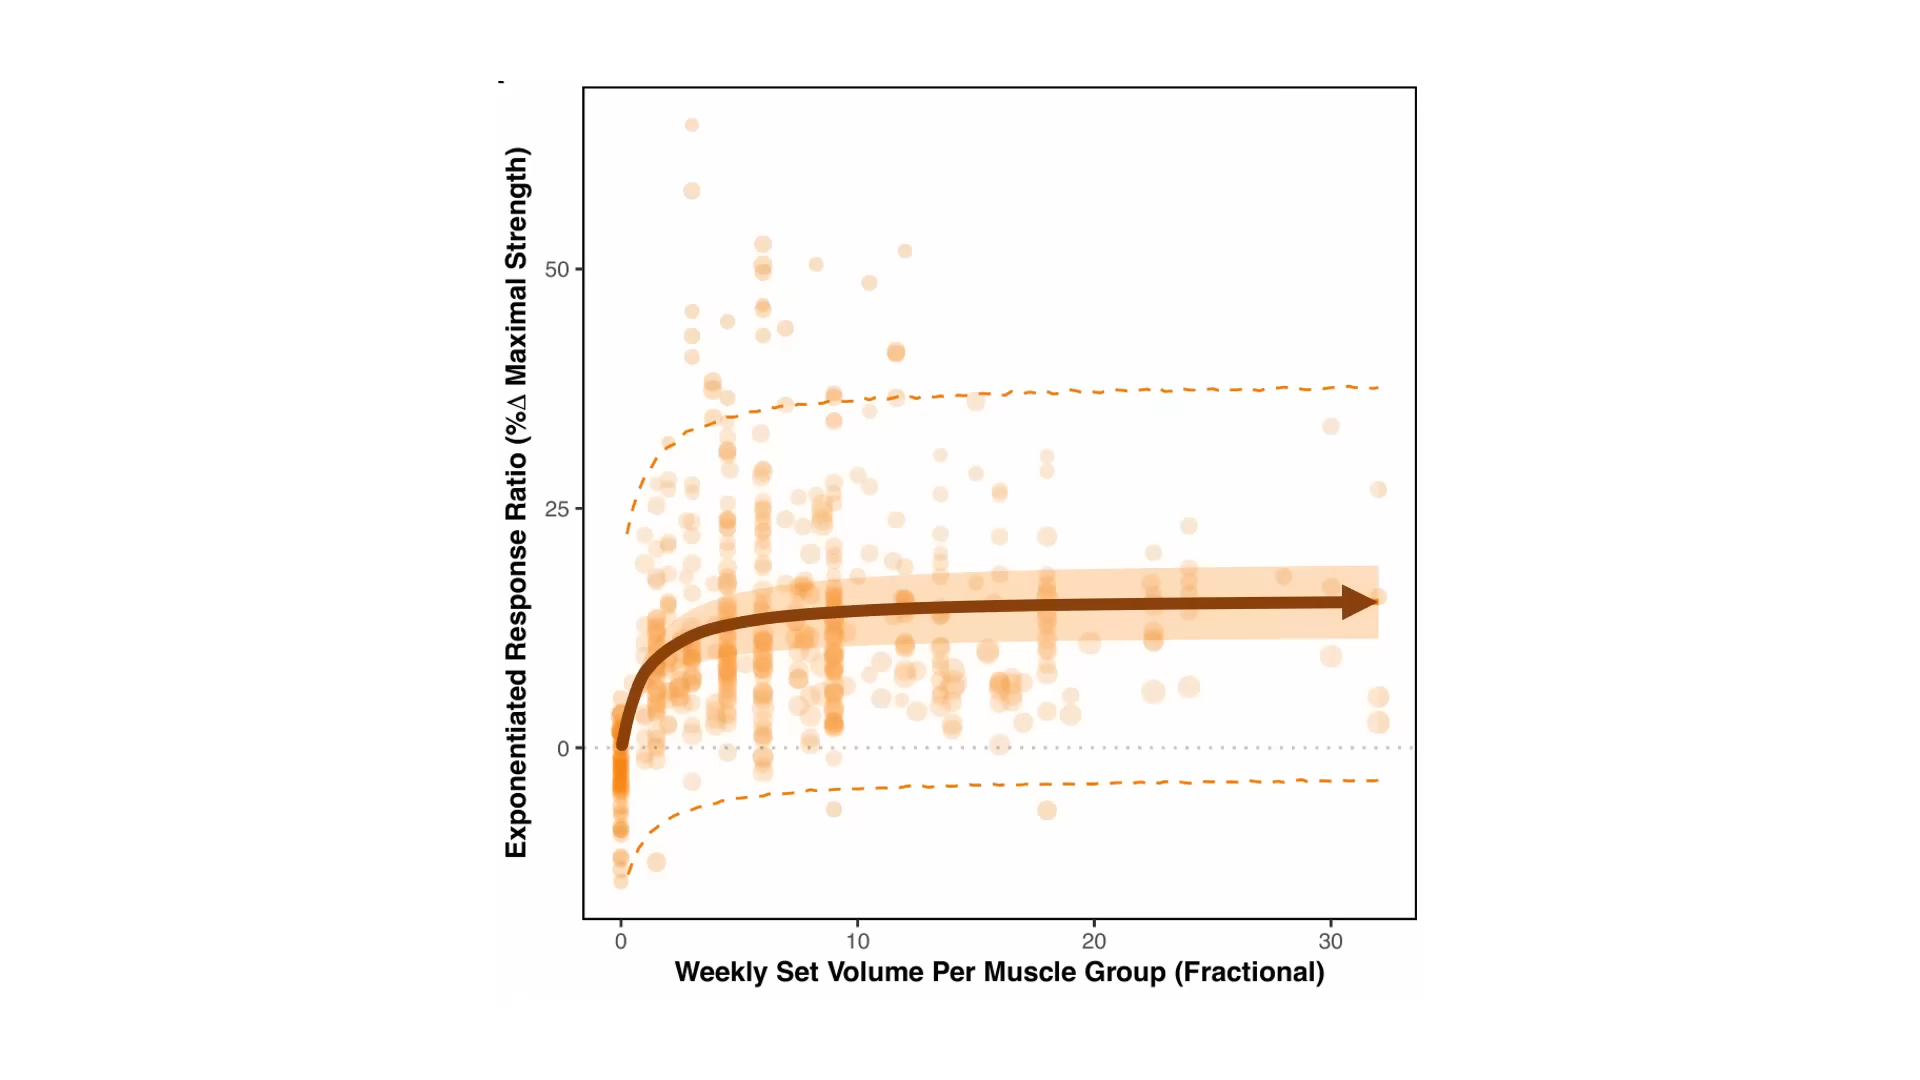 Exponentiated Response Ratio (%Δ Maximal Strength)
50
25
0
0 10 20 30
Weekly Set Volume Per Muscle Group (Fractional)